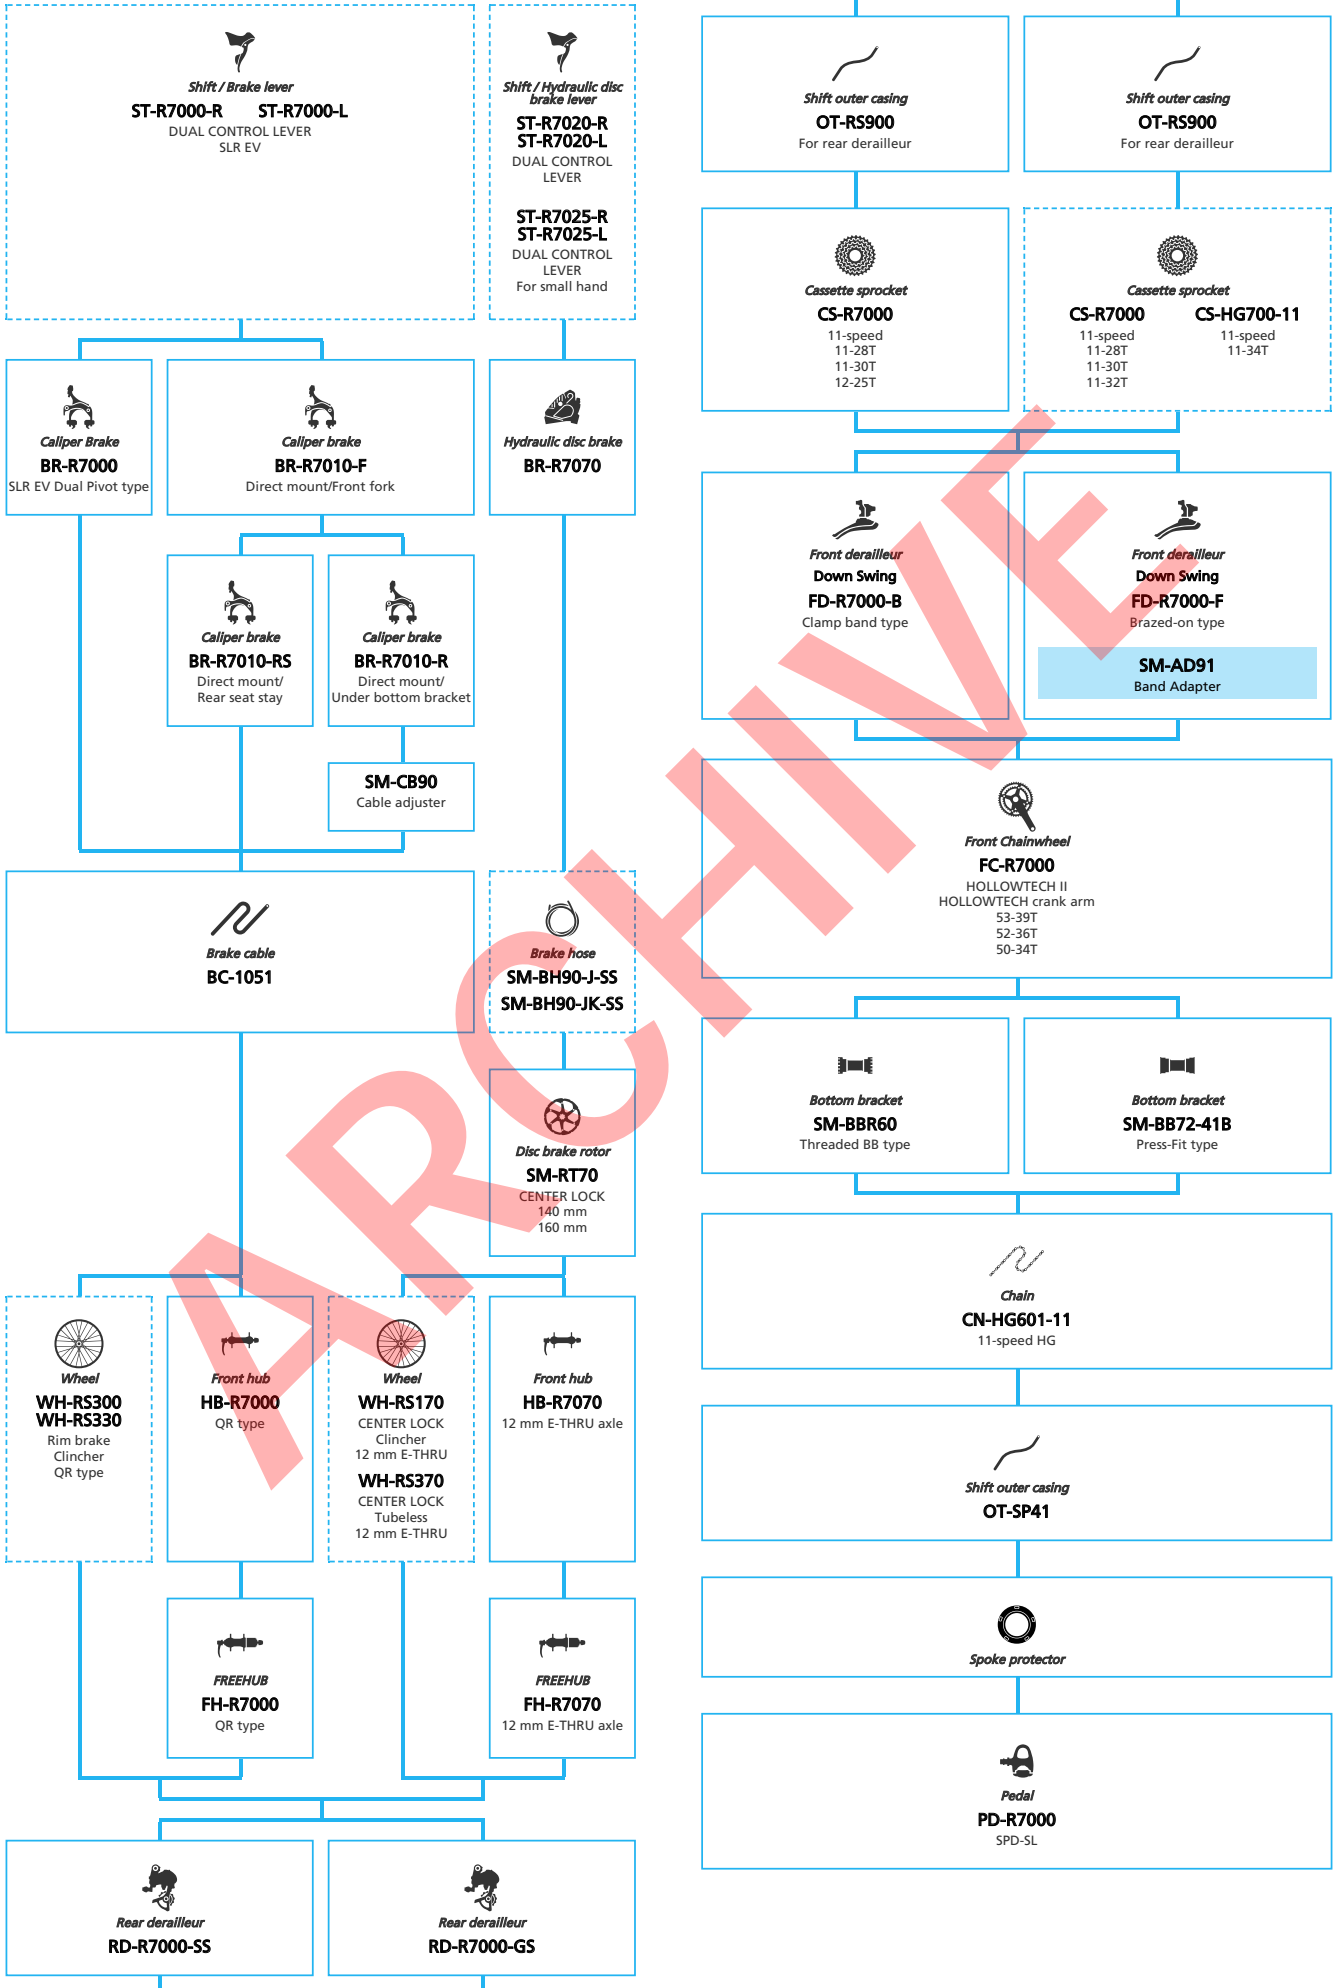 Shift / Brake lever
ST-R7000-R ST-R7000-L
DUAL CONTROL LEVER
SLR EV
Shift / Hydraulic disc
brake lever
ST-R7020-R
ST-R7020-L
DUAL CONTROL
LEVER
ST-R7025-R
ST-R7025-L
DUAL CONTROL
LEVER
For small hand
Caliper Brake
BR-R7000
SLR EV Dual Pivot type
Caliper brake
BR-R7010-F
Direct mount/Front fork
Hydraulic disc brake
BR-R7070
Caliper brake
BR-R7010-RS
Direct mount/
Rear seat stay
Caliper brake
BR-R7010-R
Direct mount/
Under bottom bracket
SM-CB90
Cable adjuster
Brake cable
BC-1051
Brake hose
SM-BH90-J-SS
SM-BH90-JK-SS
Disc brake rotor
SM-RT70
CENTER LOCK
140 mm
160 mm
Wheel
WH-RS300
WH-RS330
Rim brake
Clincher
QR type
Front hub
HB-R7000
QR type
Wheel
WH-RS170
CENTER LOCK
Clincher
12 mm E-THRU
WH-RS370
CENTER LOCK
Tubeless
12 mm E-THRU
Front hub
HB-R7070
12 mm E-THRU axle
FREEHUB
FH-R7000
QR type
FREEHUB
FH-R7070
12 mm E-THRU axle
Rear derailleur
RD-R7000-SS
Rear derailleur
RD-R7000-GS
Shift outer casing
OT-RS900
For rear derailleur
Shift outer casing
OT-RS900
For rear derailleur
Cassette sprocket
CS-R7000
11-speed
11-28T
11-30T
12-25T
Cassette sprocket
CS-R7000
11-speed
11-28T
11-30T
11-32T
CS-HG700-11
11-speed
11-34T
Front derailleur
Down Swing
FD-R7000-B
Clamp band type
Front derailleur
Down Swing
FD-R7000-F
Brazed-on type
SM-AD91
Band Adapter
Front Chainwheel
FC-R7000
HOLLOWTECH II
HOLLOWTECH crank arm
53-39T
52-36T
50-34T
Bottom bracket
SM-BBR60
Threaded BB type
Bottom bracket
SM-BB72-41B
Press-Fit type
Chain
CN-HG601-11
11-speed HG
Shift outer casing
OT-SP41
Spoke protector
Pedal
PD-R7000
SPD-SL
ARCHIVE